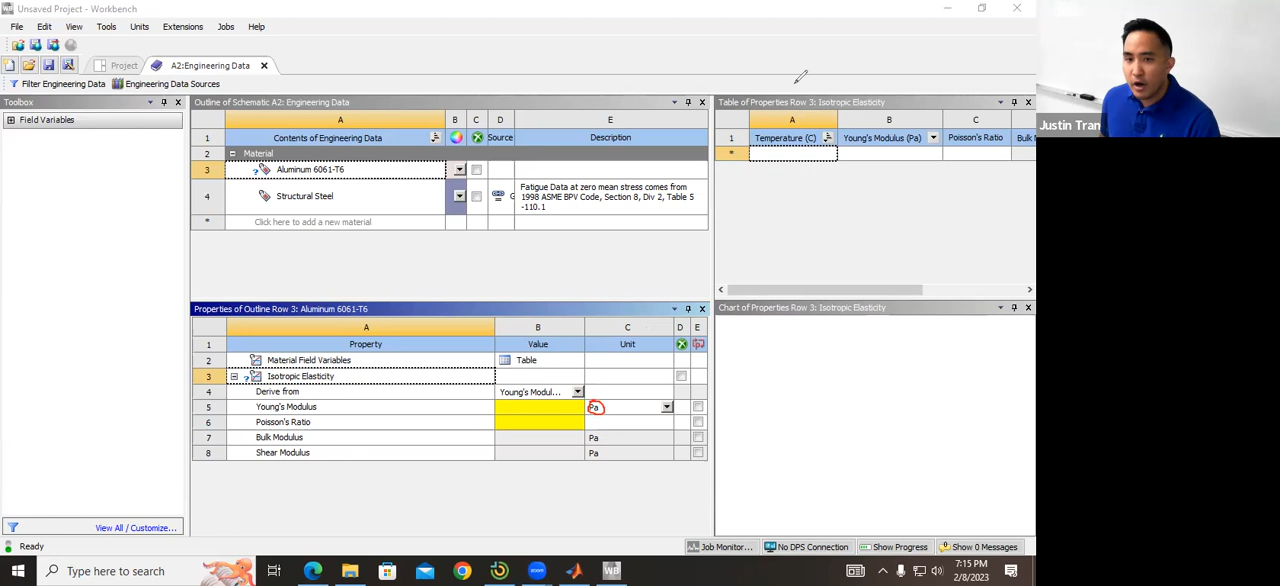 Unsaved Project - Workbench
File Edit View Tools Units Extensions Jobs Help
Project A2:Engineering Data
Filter Engineering Data Engineering Data Sources
Toolbox
Field Variables
View All / Customize...
Outline of Schematic A2: Engineering Data
A B C D E
1 Contents of Engineering Data Source Description
2 Material
3 Aluminum 6061-T6
4 Structural Steel G Fatigue Data at zero mean stress comes from
1998 ASME BPV Code, Section 8, Div 2, Table 5
-110.1
* Click here to add a new material
Table of Properties Row 3: Isotropic Elasticity
A B C
1 Temperature (C) Young's Modulus (Pa) Poisson's Ratio Bulk M
*
Properties of Outline Row 3: Aluminum 6061-T6
A B C D E
1 Property Value Unit
2 Material Field Variables Table
3 Isotropic Elasticity
4 Derive from Young's Modul...
5 Young's Modulus Pa
6 Poisson's Ratio
7 Bulk Modulus Pa
8 Shear Modulus Pa
Chart of Properties Row 3: Isotropic Elasticity
Justin Tran
Ready
Job Monitor... No DPS Connection Show Progress Show 0 Messages
Type here to search
WB
7:15 PM
2/8/2023